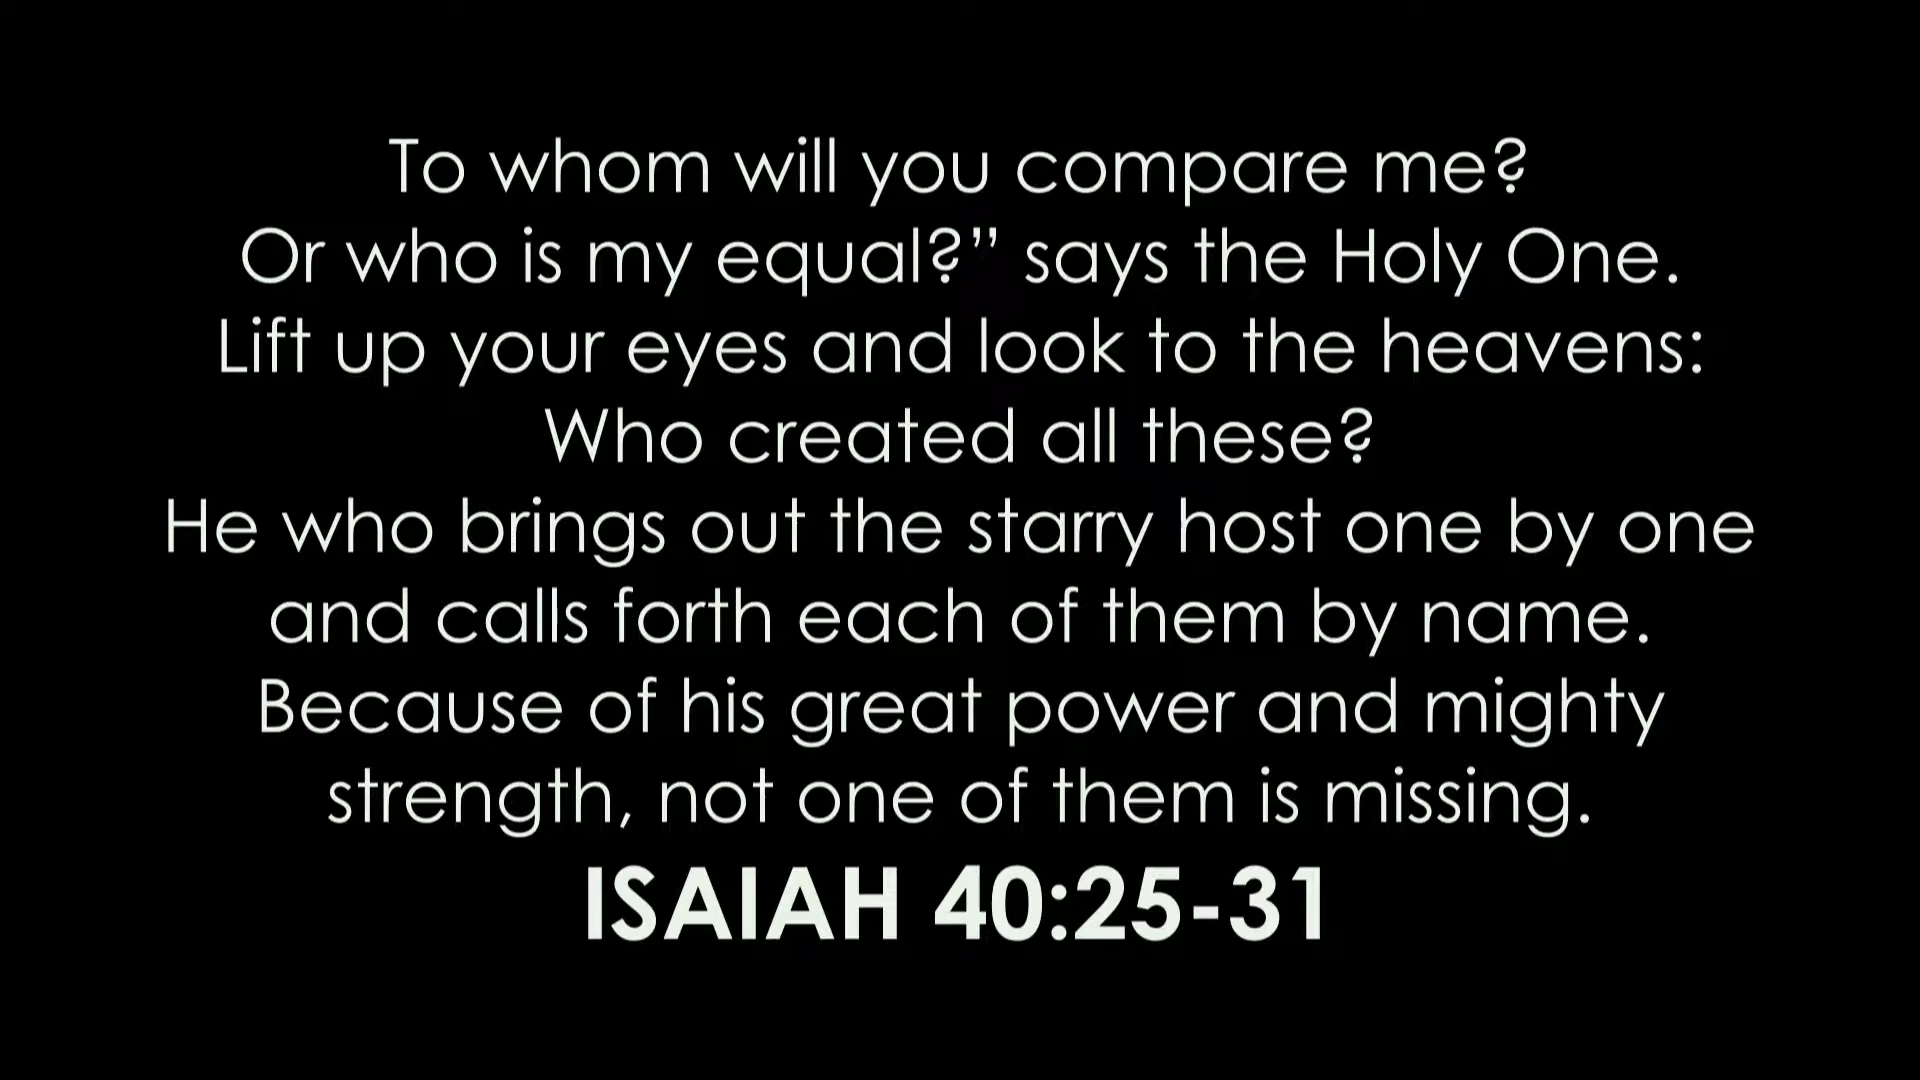 To whom will you compare me?
Or who is my equal?” says the Holy One.
Lift up your eyes and look to the heavens:
Who created all these?
He who brings out the starry host one by one
and calls forth each of them by name.
Because of his great power and mighty
strength, not one of them is missing.
ISAIAH 40:25-31